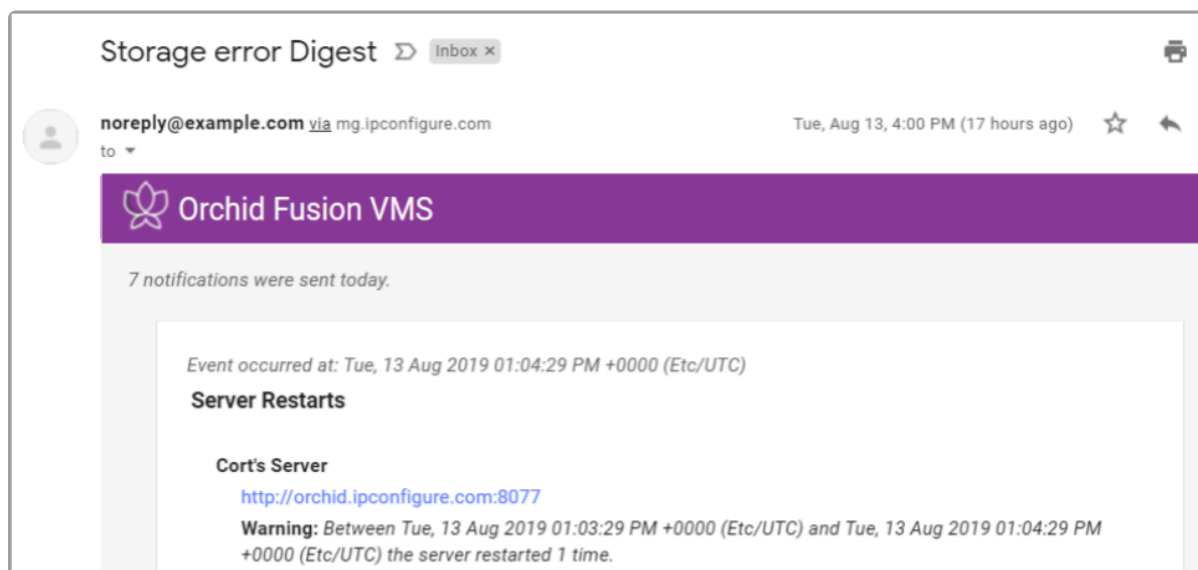 Storage error Digest Inbox ×
noreply@example.com via mg.ipconfigure.com Tue, Aug 13, 4:00 PM (17 hours ago)
to
Orchid Fusion VMS
7 notifications were sent today.
Event occurred at: Tue, 13 Aug 2019 01:04:29 PM +0000 (Etc/UTC)
Server Restarts
Cort's Server
http://orchid.ipconfigure.com:8077
Warning: Between Tue, 13 Aug 2019 01:03:29 PM +0000 (Etc/UTC) and Tue, 13 Aug 2019 01:04:29 PM
+0000 (Etc/UTC) the server restarted 1 time.